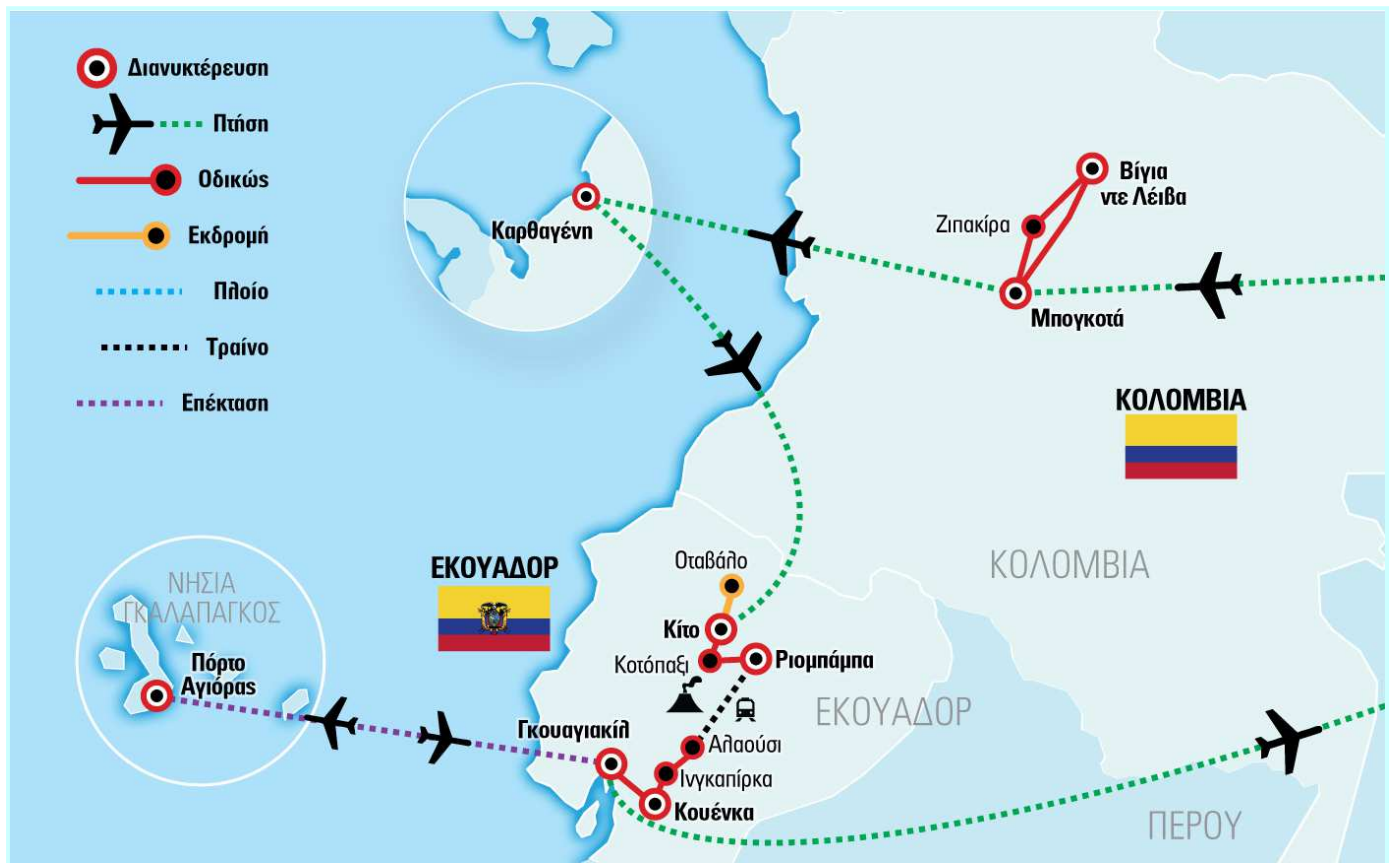 Διανυκτέρευση
Πτήση
Οδικώς
Εκδρομή
Πλοίο
Τραίνο
Επέκταση
Καρθαγένη
Βίγια
ντε Λέιβα
Ζιπακίρα
Μπογκοτά
ΚΟΛΟΜΒΙΑ
ΚΟΛΟΜΒΙΑ
ΕΚΟΥΑΔΟΡ
ΝΗΣΙΑ
ΓΚΑΛΑΠΑΓΚΟΣ
Πόρτο
Αγιόρας
Οταβάλο
Κίτο
Κοτόπαξι
Ριομπάμπα
ΕΚΟΥΑΔΟΡ
Γκουαγιακίλ
Αλαούσι
Ινγκαπίρκα
Κουένκα
ΠΕΡΟΥ